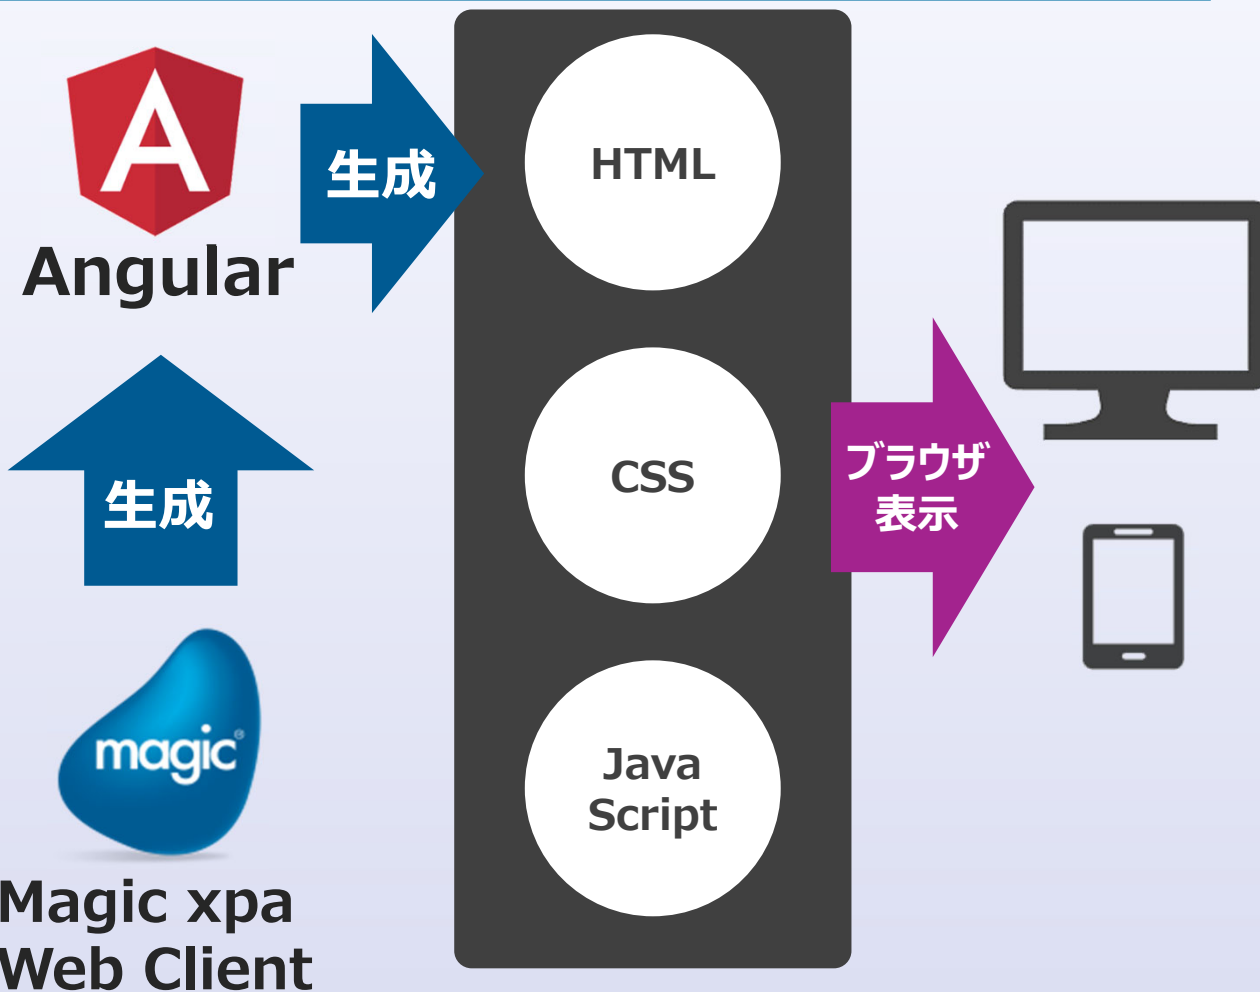 Angular
生成
生成
magic®
Magic xpa
Web Client
HTML
CSS
Java
Script
ブラウザ
表示